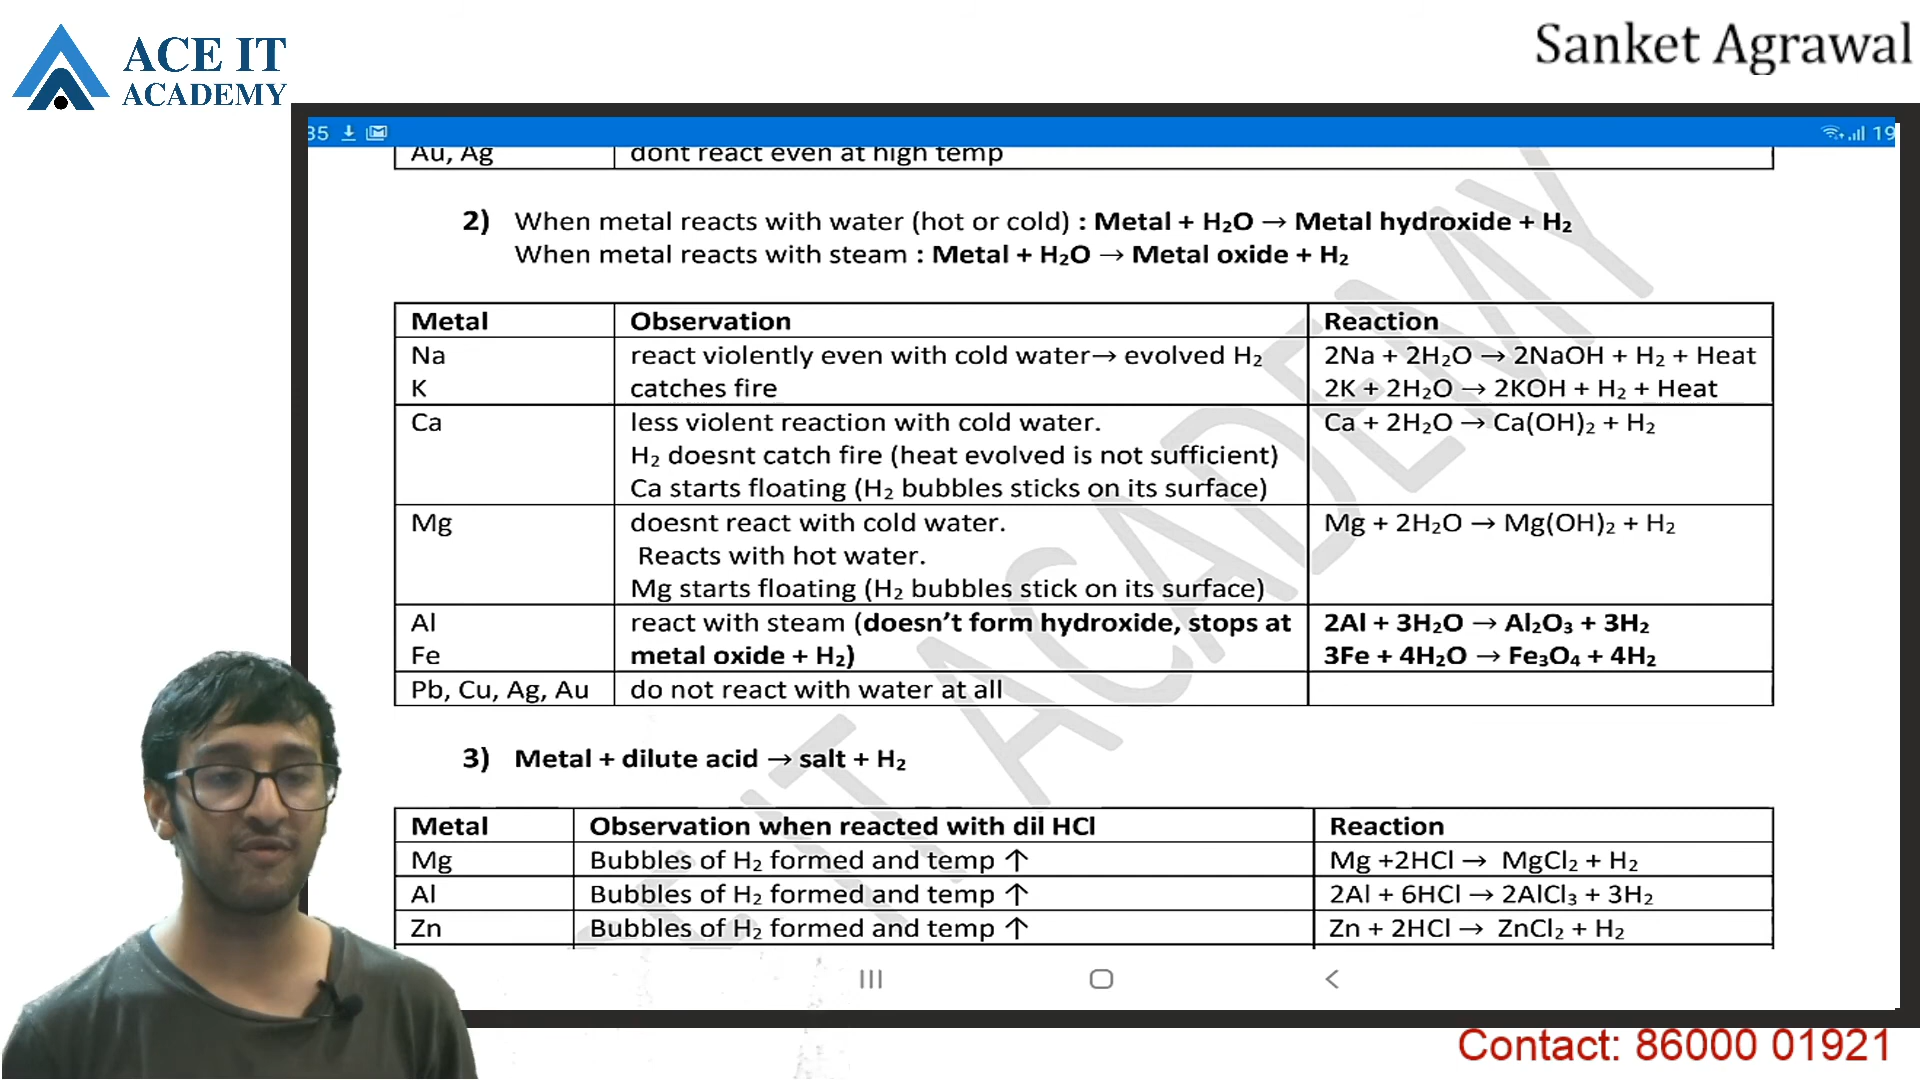 ACE IT
ACADEMY
Sanket Agrawal
35
19
Au, Ag dont react even at high temp
2) When metal reacts with water (hot or cold) : Metal + H₂O → Metal hydroxide + H₂
When metal reacts with steam : Metal + H₂O → Metal oxide + H₂
Metal Observation Reaction
Na react violently even with cold water→ evolved H₂ 2Na + 2H₂O → 2NaOH + H₂ + Heat
K catches fire 2K + 2H₂O → 2KOH + H₂ + Heat
Ca less violent reaction with cold water. Ca + 2H₂O → Ca(OH)₂ + H₂
H₂ doesnt catch fire (heat evolved is not sufficient)
Ca starts floating (H₂ bubbles sticks on its surface)
Mg doesnt react with cold water. Mg + 2H₂O → Mg(OH)₂ + H₂
Reacts with hot water.
Mg starts floating (H₂ bubbles stick on its surface)
Al react with steam (doesn’t form hydroxide, stops at 2Al + 3H₂O → Al₂O₃ + 3H₂
Fe metal oxide + H₂) 3Fe + 4H₂O → Fe₃O₄ + 4H₂
Pb, Cu, Ag, Au do not react with water at all
3) Metal + dilute acid → salt + H₂
Metal Observation when reacted with dil HCl Reaction
Mg Bubbles of H₂ formed and temp ↑ Mg +2HCl → MgCl₂ + H₂
Al Bubbles of H₂ formed and temp ↑ 2Al + 6HCl → 2AlCl₃ + 3H₂
Zn Bubbles of H₂ formed and temp ↑ Zn + 2HCl → ZnCl₂ + H₂
IT ACADEMY
Contact: 86000 01921